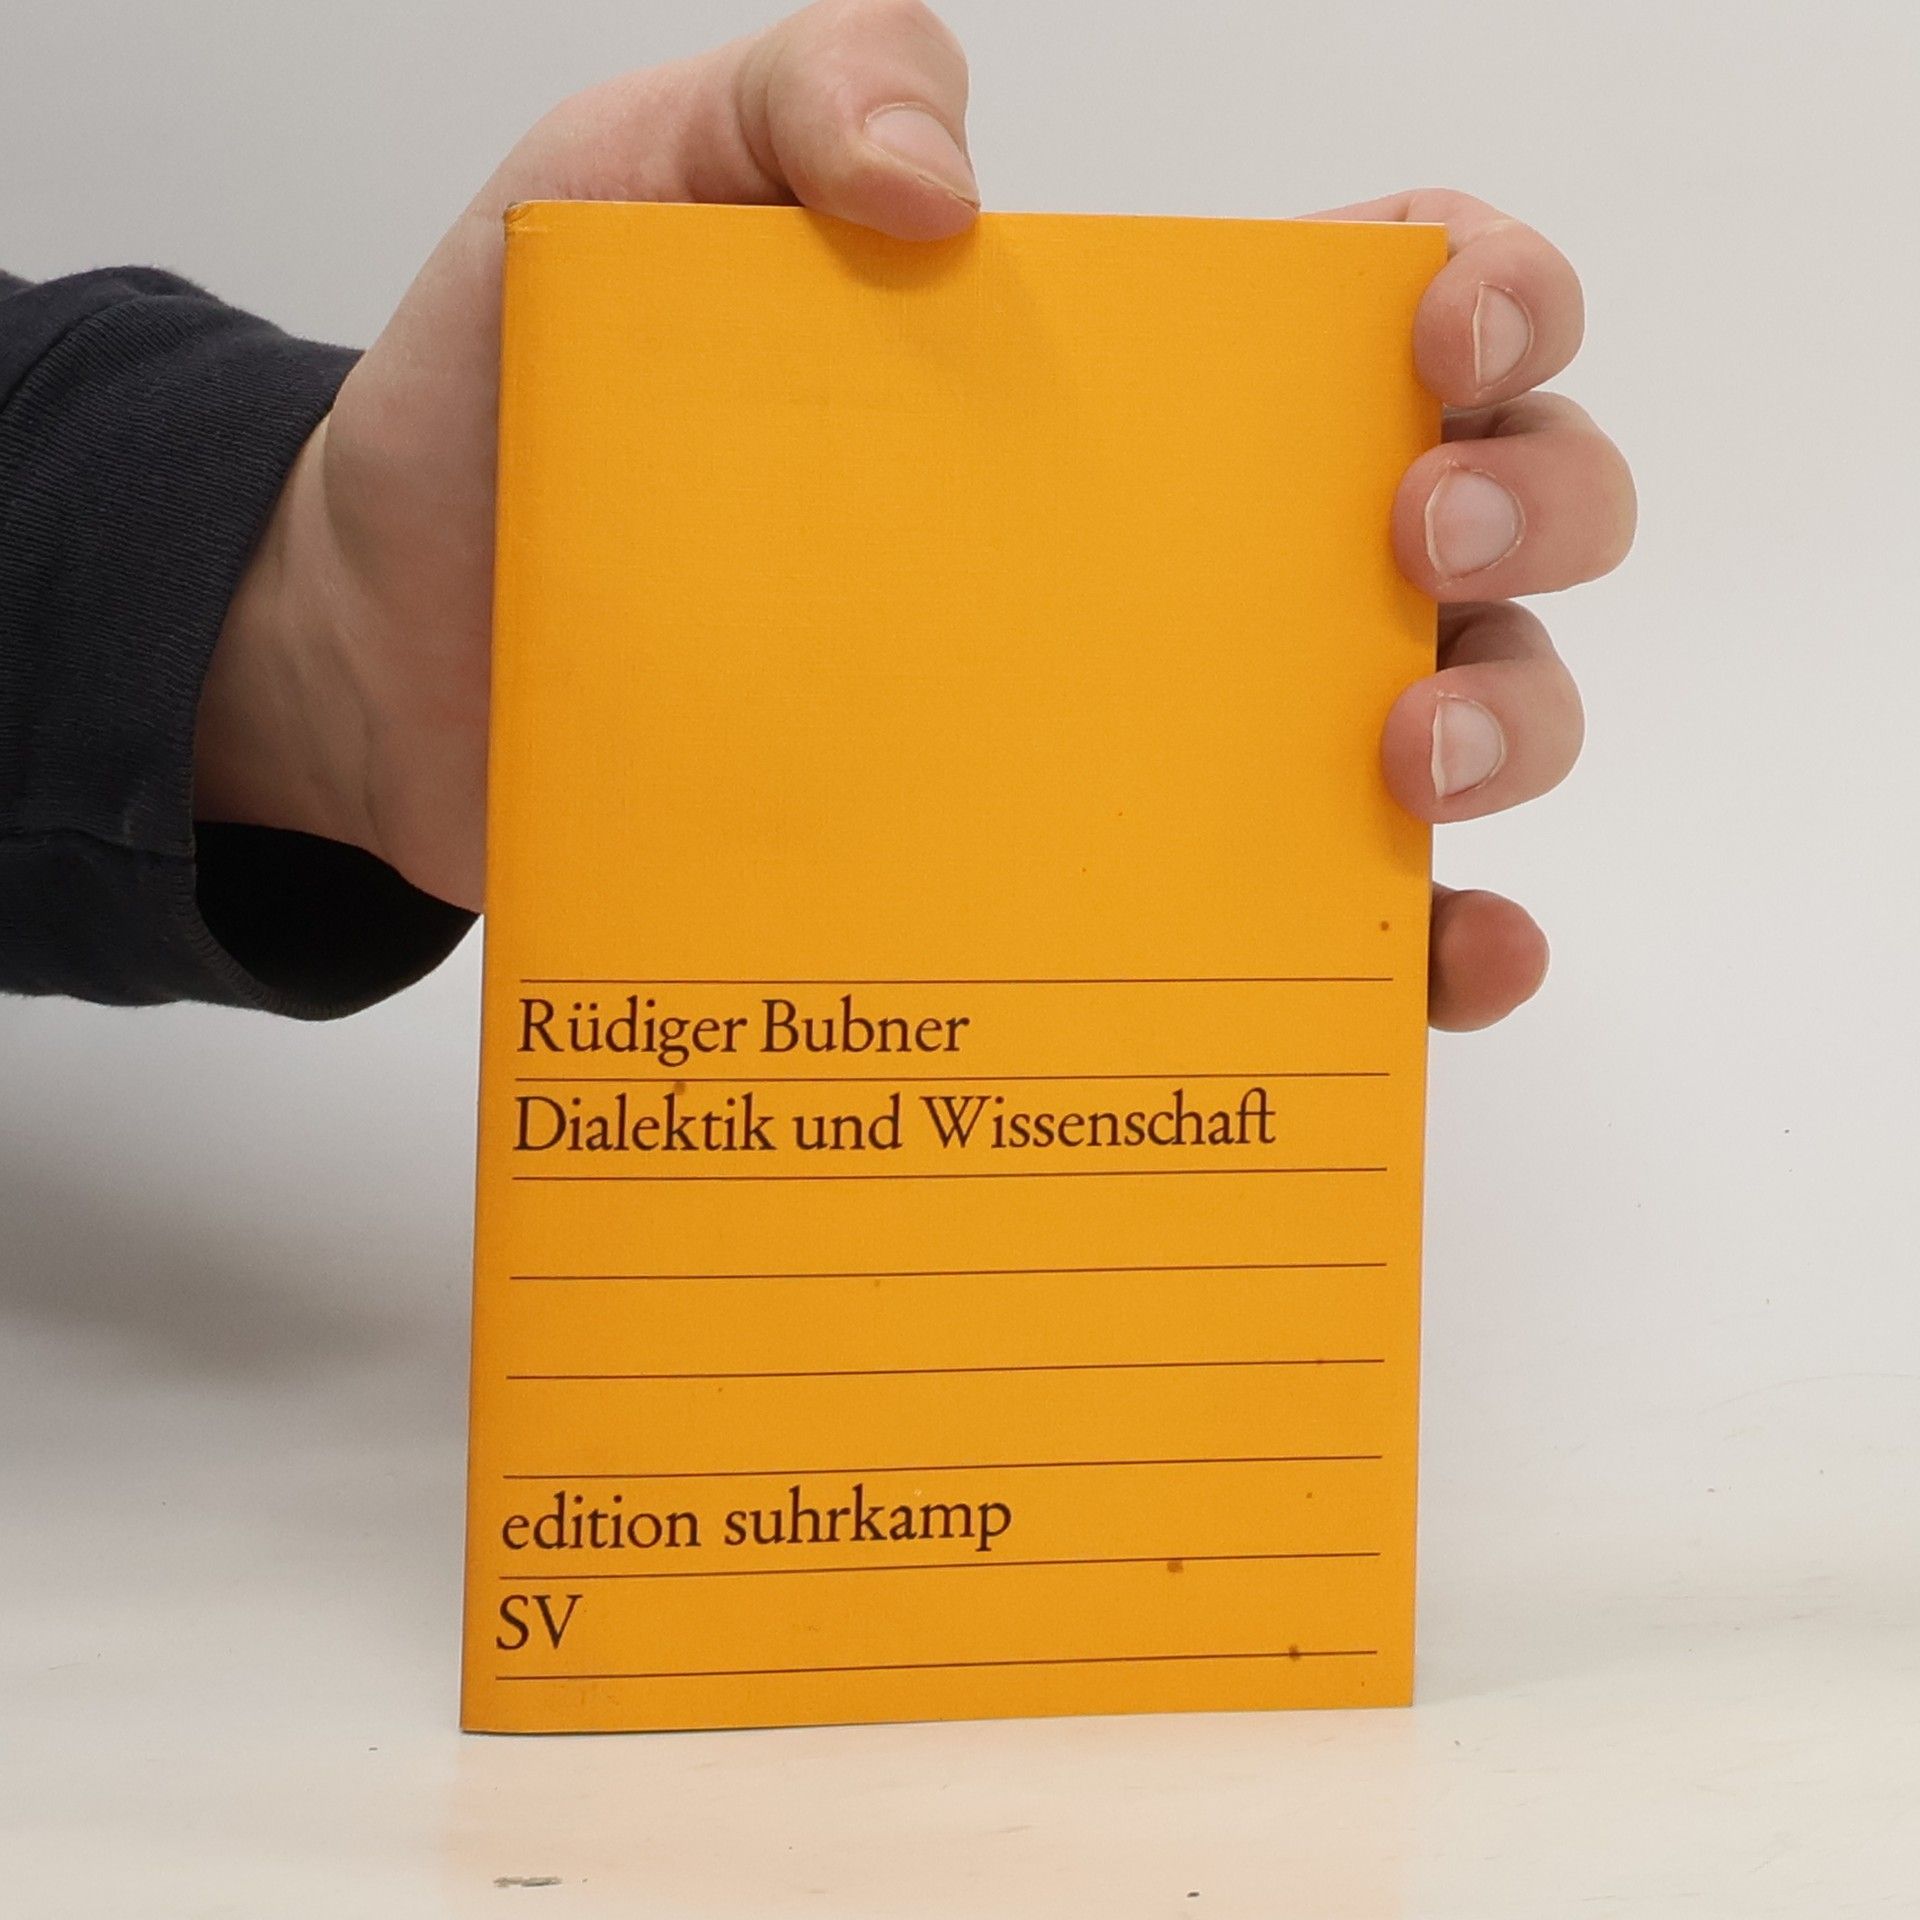 Rüdiger Bubner
Dialektik und Wissenschaft
edition suhrkamp
SV